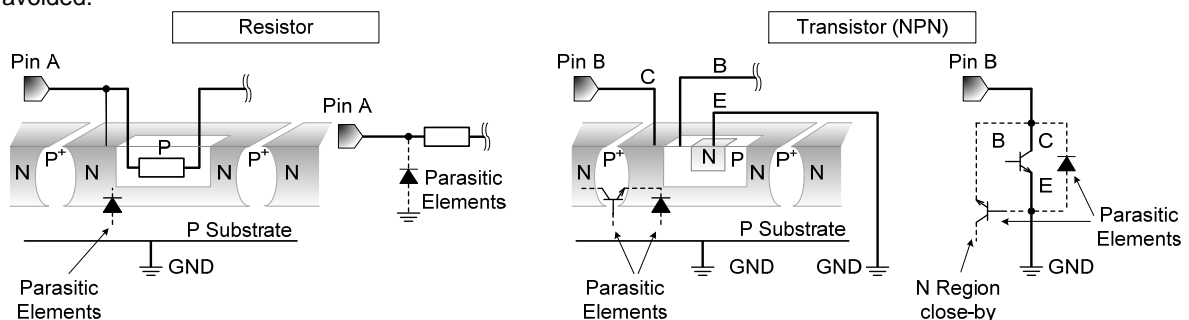 avoided.
Resistor
Pin A
N
P+
N
P
N
P+
N
Parasitic
Elements
P Substrate
GND
Pin A
Parasitic
Elements
Transistor (NPN)
Pin B
C
B
E
N
P+
N
N
P
P+
N
P Substrate
GND
GND
Parasitic
Elements
Pin B
B
C
E
Parasitic
Elements
GND
N Region
close-by